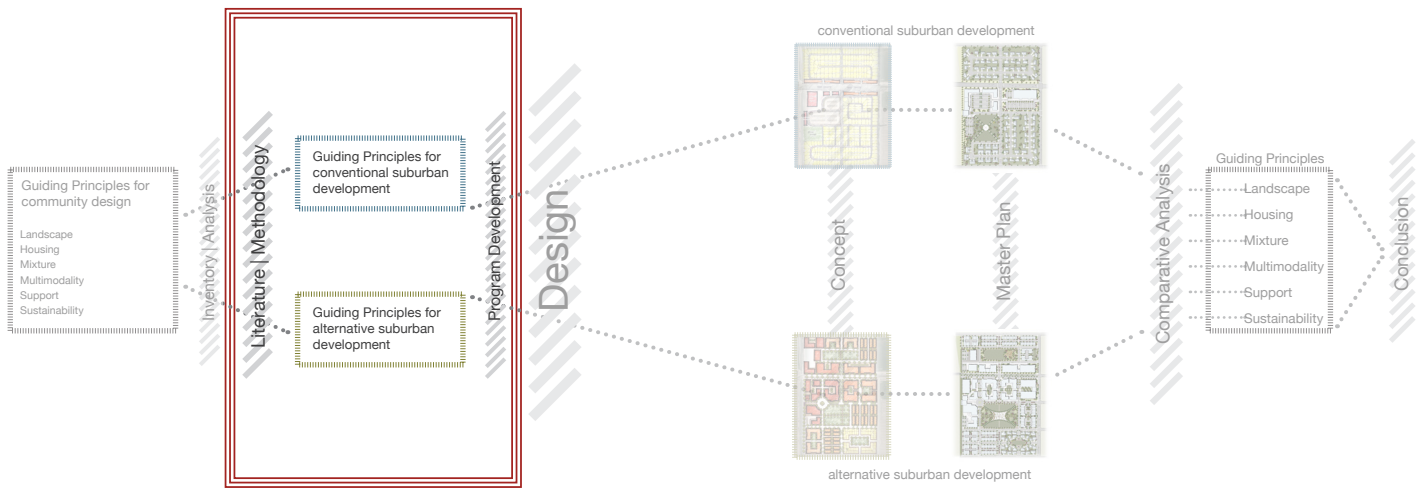 Guiding Principles for
community design
Landscape
Housing
Mixture
Multimodality
Support
Sustainability
Inventory | Analysis
Literature | Methodology
Guiding Principles for
conventional suburban
development
Guiding Principles for
alternative suburban
development
Program Development
Design
conventional suburban development
Concept
Master Plan
alternative suburban development
Comparative Analysis
Guiding Principles
Landscape
Housing
Mixture
Multimodality
Support
Sustainability
Conclusion